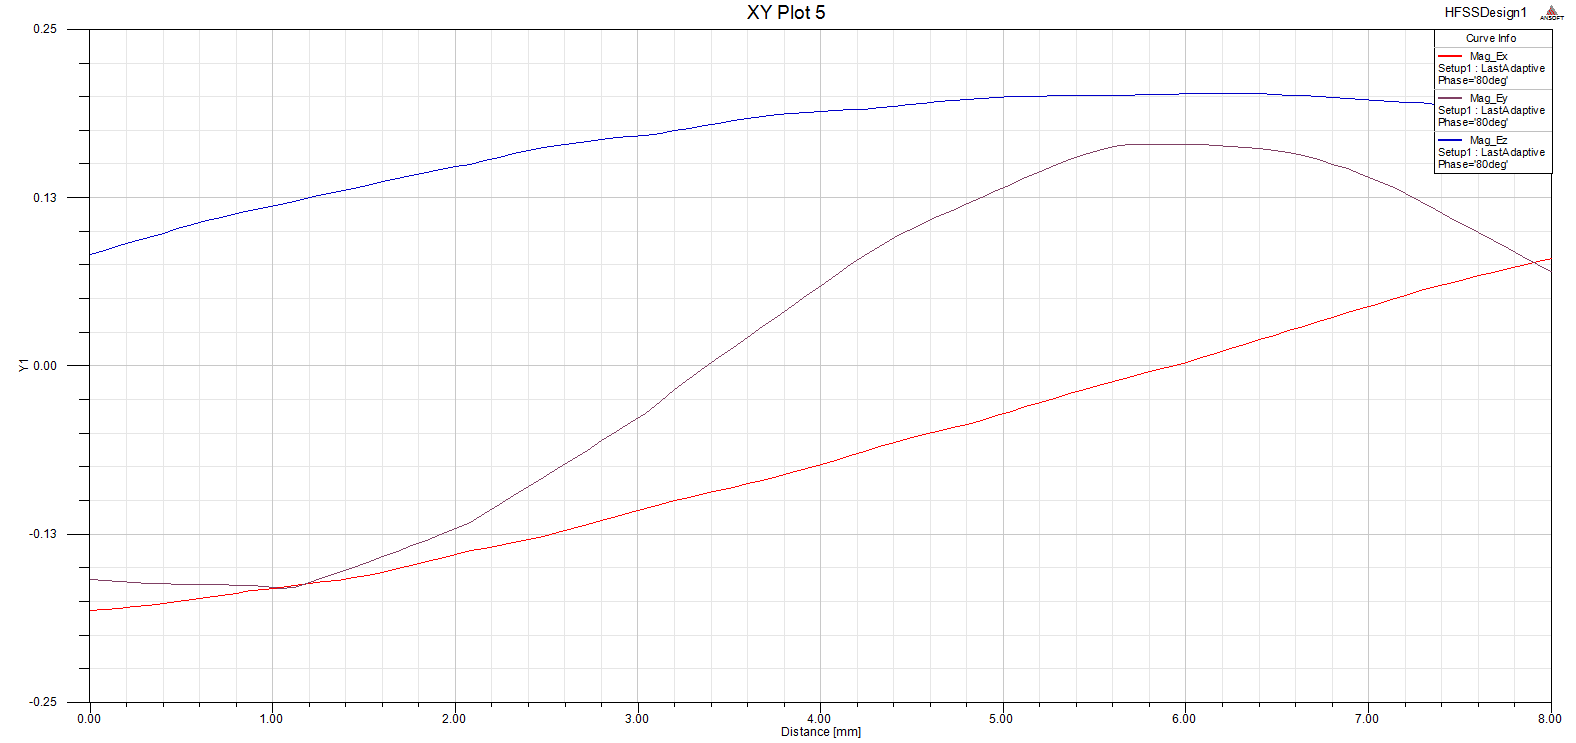 XY Plot 5
HFSSDesign1
ANSOFT
Curve Info
Mag_Ex
Setup1 : LastAdaptive
Phase='80deg'
Mag_Ey
Setup1 : LastAdaptive
Phase='80deg'
Mag_Ez
Setup1 : LastAdaptive
Phase='80deg'
0.25
0.13
0.00
-0.13
-0.25
Y1
0.00 1.00 2.00 3.00 4.00 5.00 6.00 7.00 8.00
Distance [mm]